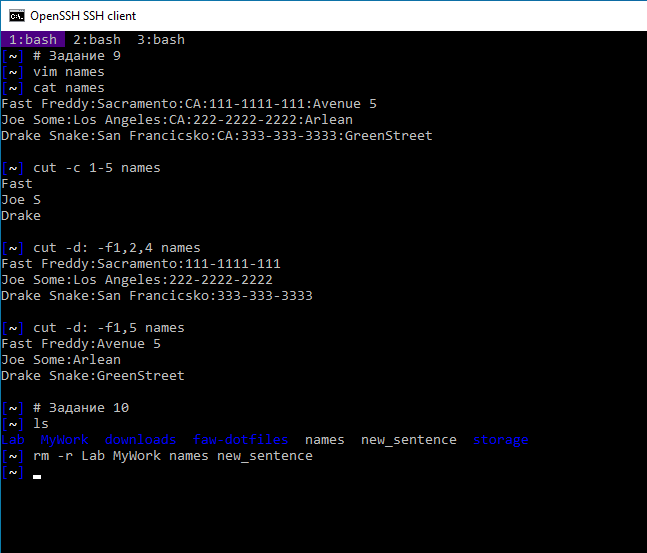 OpenSSH SSH client
1:bash 2:bash 3:bash
[~] # Задание 9
[~] vim names
[~] cat names
Fast Freddy:Sacramento:CA:111-1111-111:Avenue 5
Joe Some:Los Angeles:CA:222-2222-2222:Arlean
Drake Snake:San Francicsko:CA:333-333-3333:GreenStreet
[~] cut -c 1-5 names
Fast
Joe S
Drake
[~] cut -d: -f1,2,4 names
Fast Freddy:Sacramento:111-1111-111
Joe Some:Los Angeles:222-2222-2222
Drake Snake:San Francicsko:333-333-3333
[~] cut -d: -f1,5 names
Fast Freddy:Avenue 5
Joe Some:Arlean
Drake Snake:GreenStreet
[~] # Задание 10
[~] ls
Lab MyWork downloads faw-dotfiles names new_sentence storage
[~] rm -r Lab MyWork names new_sentence
[~]